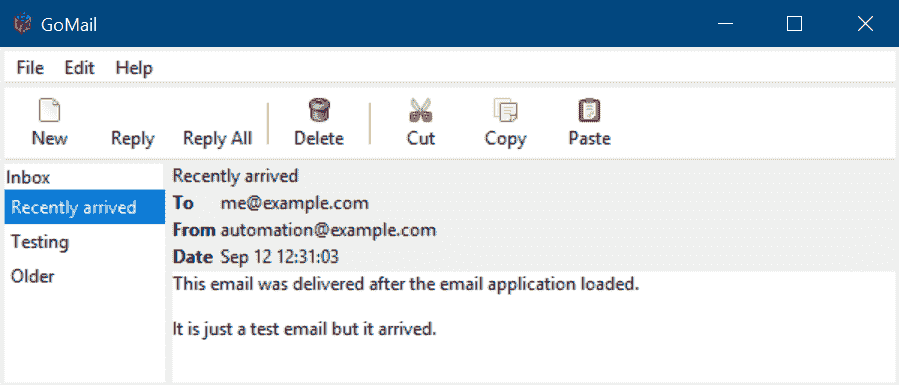 GoMail
File Edit Help
New Reply Reply All Delete Cut Copy Paste
Inbox
Recently arrived
Testing
Older
Recently arrived
To me@example.com
From automation@example.com
Date Sep 12 12:31:03
This email was delivered after the email application loaded.
It is just a test email but it arrived.